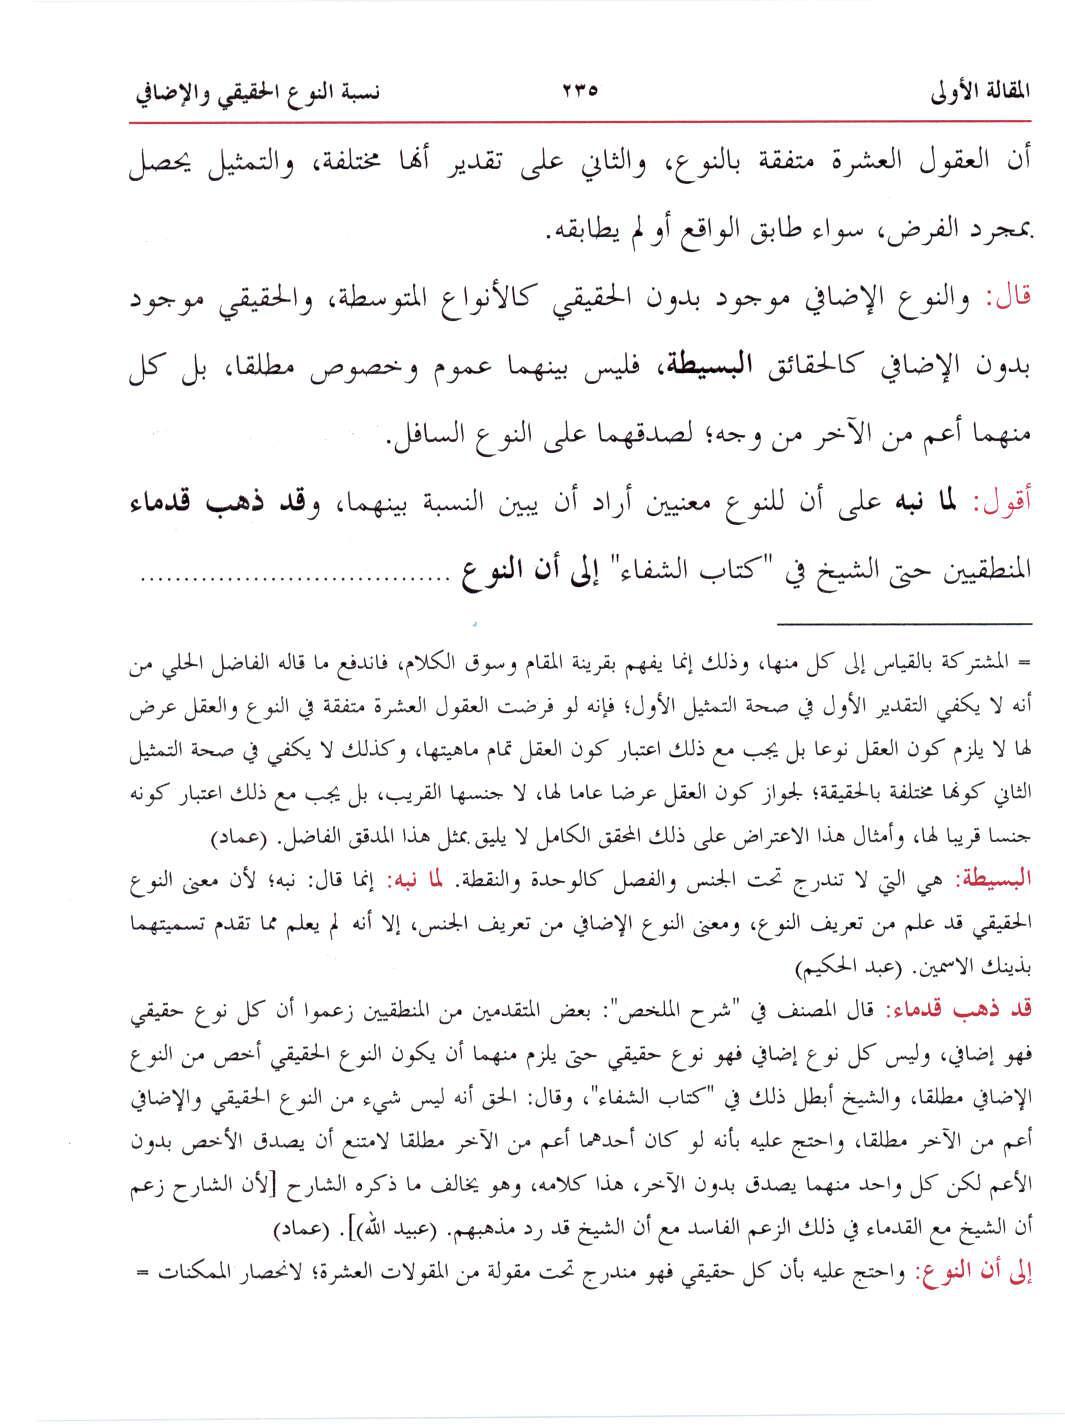 المقالة الأولى ٢٣٥ نسبة النوع الحقيقي والإضافي
أن العقول العشرة متفقة بالنوع، والثاني على تقدير أنها مختلفة، والتمثيل يحصل
بمجرد الفرض، سواء طابق الواقع أو لم يطابقه.
قال: والنوع الإضافي موجود بدون الحقيقي كالأنواع المتوسطة، والحقيقي موجود
بدون الإضافي كالحقائق البسيطة، فليس بينهما عموم وخصوص مطلقا، بل كل
منهما أعم من الآخر من وجه؛ لصدقهما على النوع السافل.
أقول: لما نبه على أن للنوع معنيين أراد أن يبين النسبة بينهما، وقد ذهب قدماء
المنطقيين حتى الشيخ في "كتاب الشفاء" إلى أن النوع ...................................
= المشتركة بالقياس إلى كل منها، وذلك إنما يفهم بقرينة المقام وسوق الكلام، فاندفع ما قاله الفاضل الحلي من
أنه لا يكفي التقدير الأول في صحة التمثيل الأول؛ فإنه لو فرضت العقول العشرة متفقة في النوع والعقل عرض
لها لا يلزم كون العقل نوعا بل يجب مع ذلك اعتبار كون العقل تمام ماهيتها، وكذلك لا يكفي في صحة التمثيل
الثاني كونها مختلفة بالحقيقة؛ لجواز كون العقل عرضا عاما لها، لا جنسها القريب، بل يجب مع ذلك اعتبار كونه
جنسا قريبا لها، وأمثال هذا الاعتراض على ذلك المحقق الكامل لا يليق بمثل هذا المدقق الفاضل. (عماد)
البسيطة: هي التي لا تندرج تحت الجنس والفصل كالوحدة والنقطة. لما نبه: إنما قال: نبه؛ لأن معنى النوع
الحقيقي قد علم من تعريف النوع، ومعنى النوع الإضافي من تعريف الجنس، إلا أنه لم يعلم مما تقدم تسميتهما
بذينك الاسمين. (عبد الحكيم)
قد ذهب قدماء: قال المصنف في "شرح الملخص": بعض المتقدمين من المنطقيين زعموا أن كل نوع حقيقي
فهو إضافي، وليس كل نوع إضافي فهو نوع حقيقي حتى يلزم منهما أن يكون النوع الحقيقي أخص من النوع
الإضافي مطلقا، والشيخ أبطل ذلك في "كتاب الشفاء"، وقال: الحق أنه ليس شيء من النوع الحقيقي والإضافي
أعم من الآخر مطلقا، واحتج عليه بأنه لو كان أحدهما أعم من الآخر مطلقا لامتنع أن يصدق الأخص بدون
الأعم لكن كل واحد منهما يصدق بدون الآخر، هذا كلامه، وهو يخالف ما ذكره الشارح [لأن الشارح زعم
أن الشيخ مع القدماء في ذلك الزعم الفاسد مع أن الشيخ قد رد مذهبهم. (عبيد الله)]. (عماد)
إلى أن النوع: واحتج عليه بأن كل حقيقي فهو مندرج تحت مقولة من المقولات العشرة؛ لانحصار الممكنات =